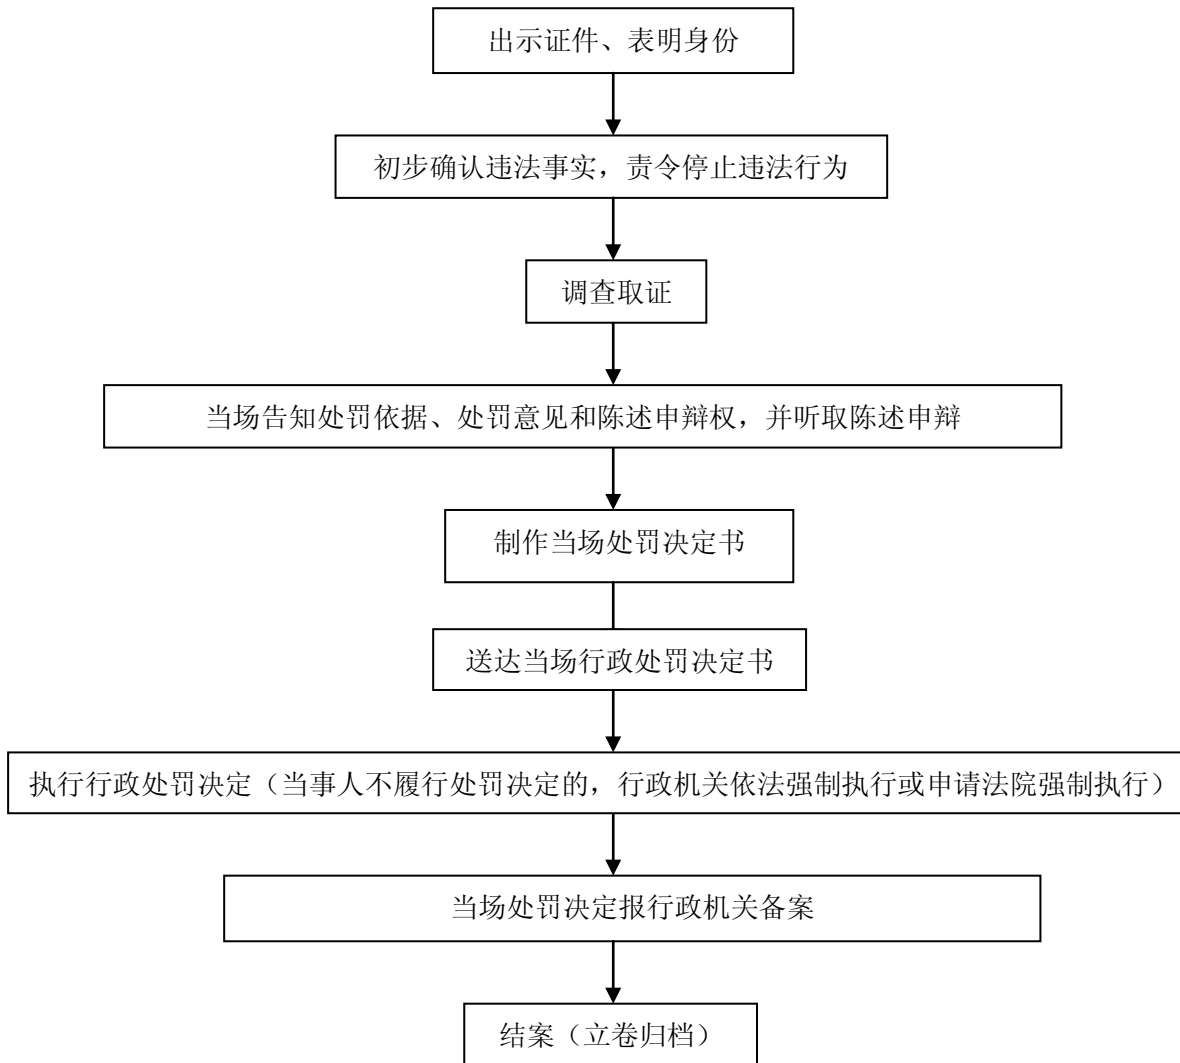 出示证件、表明身份
初步确认违法事实，责令停止违法行为
调查取证
当场告知处罚依据、处罚意见和陈述申辩权，并听取陈述申辩
制作当场处罚决定书
送达当场行政处罚决定书
执行行政处罚决定（当事人不履行处罚决定的，行政机关依法强制执行或申请法院强制执行）
当场处罚决定报行政机关备案
结案（立卷归档）